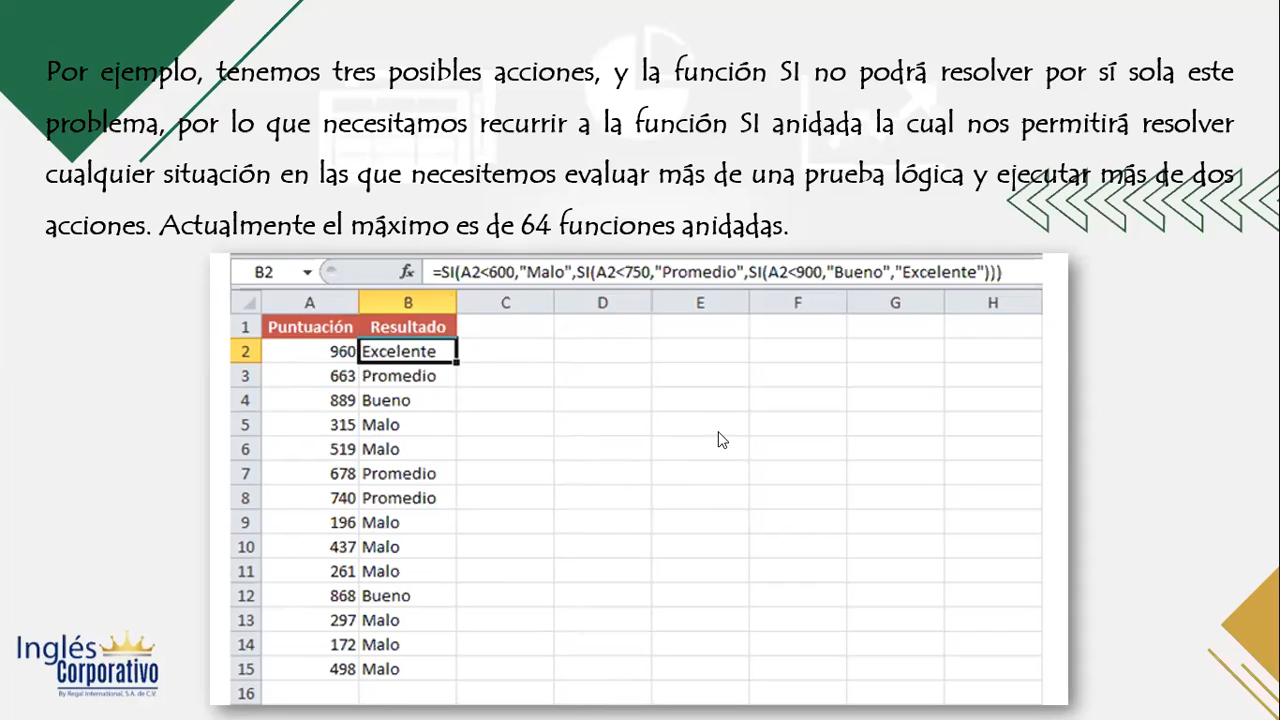 Por ejemplo, tenemos tres posibles acciones, y la función SI no podrá resolver por sí sola este
problema, por lo que necesitamos recurrir a la función SI anidada la cual nos permitirá resolver
cualquier situación en las que necesitemos evaluar más de una prueba lógica y ejecutar más de dos
acciones. Actualmente el máximo es de 64 funciones anidadas.
B2 fx =SI(A2<600,"Malo",SI(A2<750,"Promedio",SI(A2<900,"Bueno","Excelente")))
A B C D E F G H
1 Puntuación Resultado
2 960 Excelente
3 663 Promedio
4 889 Bueno
5 315 Malo
6 519 Malo
7 678 Promedio
8 740 Promedio
9 196 Malo
10 437 Malo
11 261 Malo
12 868 Bueno
13 297 Malo
14 172 Malo
15 498 Malo
16
Inglés
Corporativo
By Regal International, S.A. de C.V.